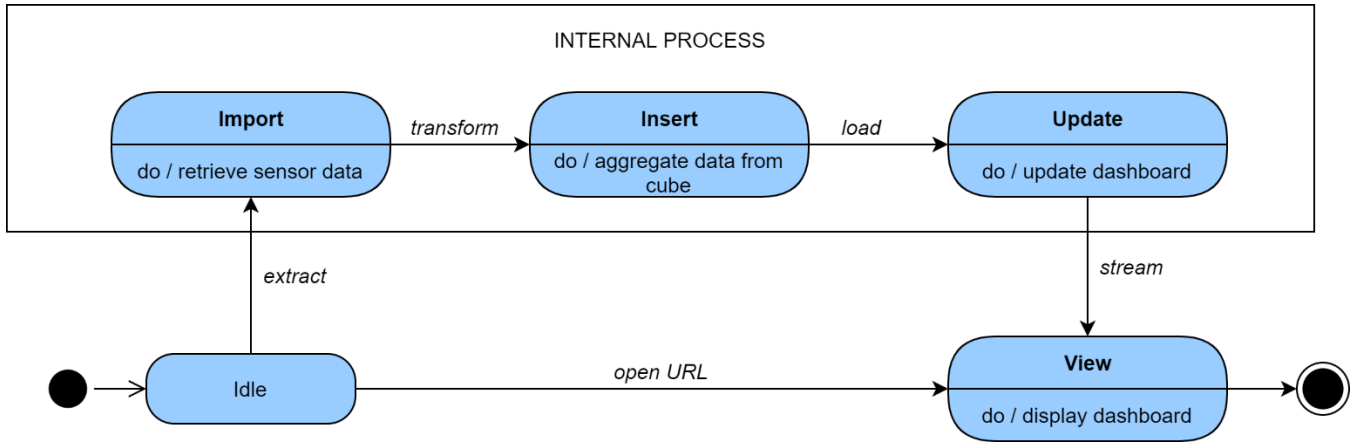 INTERNAL PROCESS
Import
do / retrieve sensor data
transform
Insert
do / aggregate data from
cube
load
Update
do / update dashboard
extract
stream
Idle
open URL
View
do / display dashboard